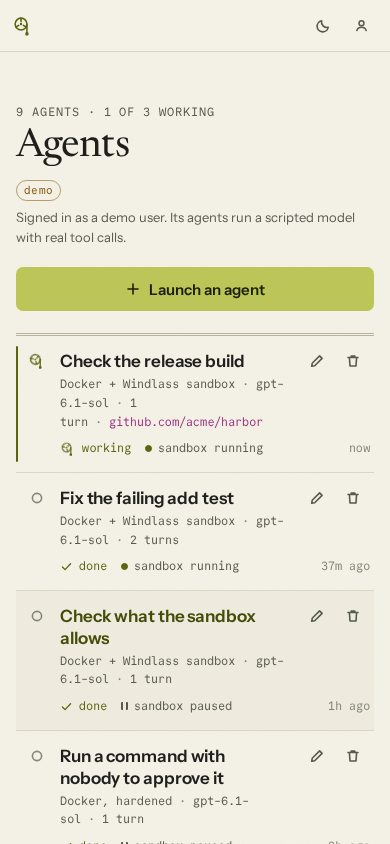 9 AGENTS · 1 OF 3 WORKING
Agents
demo
Signed in as a demo user. Its agents run a scripted model
with real tool calls.
+ Launch an agent
Check the release build
Docker + Windlass sandbox · gpt-
6.1-sol · 1
turn · github.com/acme/harbor
working sandbox running now
Fix the failing add test
Docker + Windlass sandbox · gpt-
6.1-sol · 2 turns
done sandbox running 37m ago
Check what the sandbox
allows
Docker + Windlass sandbox · gpt-
6.1-sol · 1 turn
done sandbox paused 1h ago
Run a command with
nobody to approve it
Docker, hardened · gpt-6.1-
sol · 1 turn